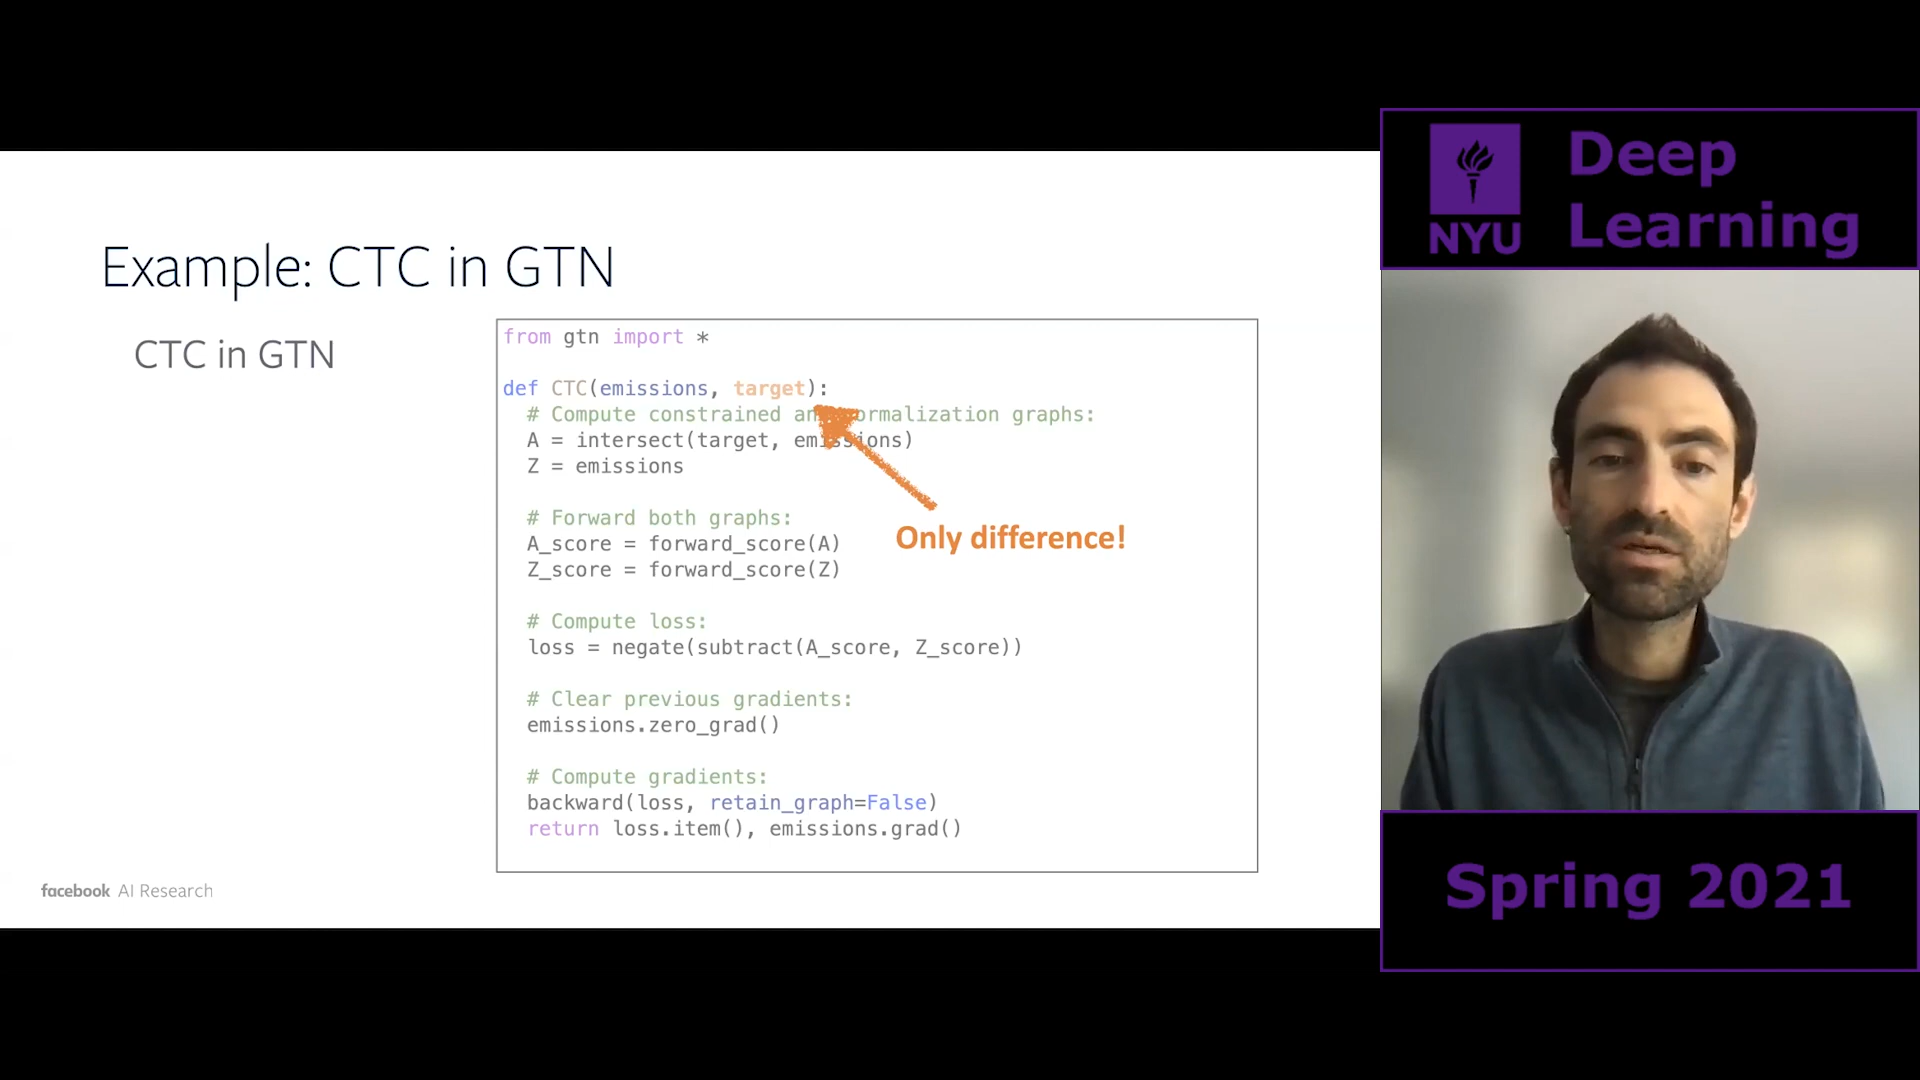 Example: CTC in GTN
CTC in GTN
from gtn import *
def CTC(emissions, target):
# Compute constrained an ormalization graphs:
A = intersect(target, emissions)
Z = emissions
# Forward both graphs:
A_score = forward_score(A)
Z_score = forward_score(Z)
Only difference!
# Compute loss:
loss = negate(subtract(A_score, Z_score))
# Clear previous gradients:
emissions.zero_grad()
# Compute gradients:
backward(loss, retain_graph=False)
return loss.item(), emissions.grad()
facebook AI Research
NYU
Deep
Learning
Spring 2021